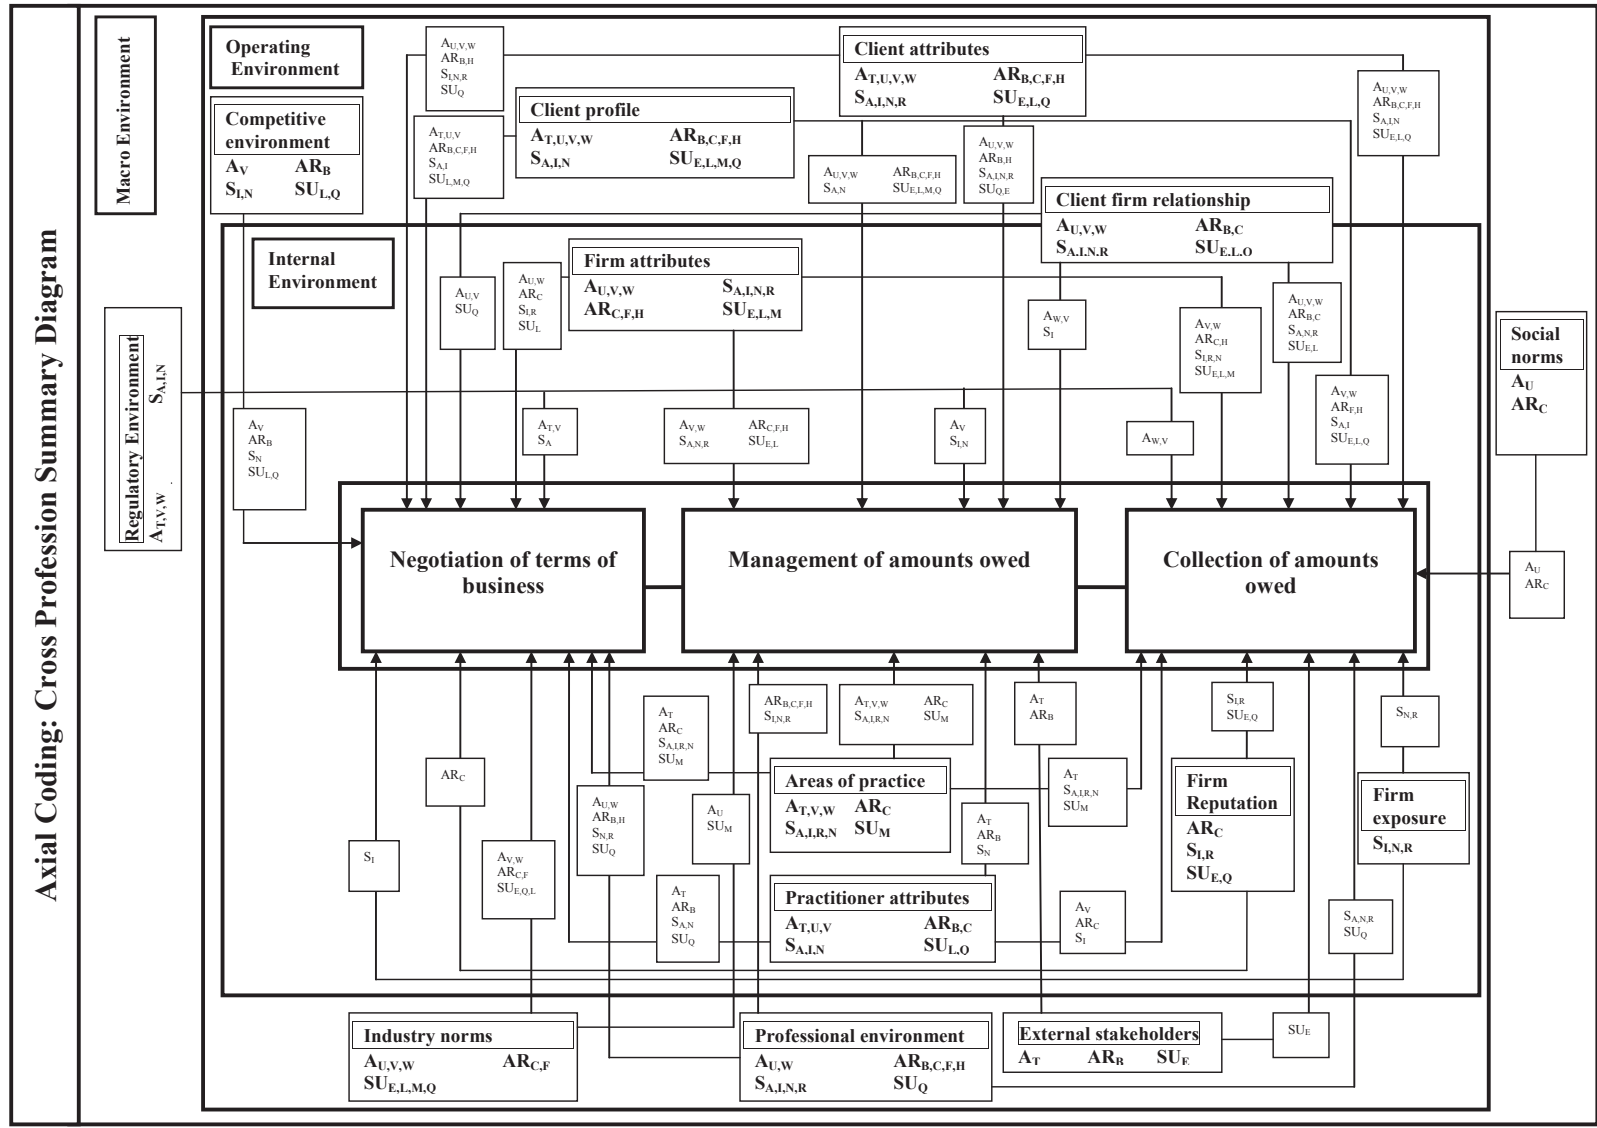 Axial Coding: Cross Profession Summary Diagram
Macro Environment
Operating
Environment
Competitive
environment
AV ARB
SI,N SUL,Q
AU,V,W
ARB,H
SI,N,R
SUQ
Client attributes
AT,U,V,W ARB,C,F,H
SA,I,N,R SUE,L,Q
AU,V,W
ARB,C,F,H
SA,I,N
SUE,L,Q
AT,U,V
ARB,C,F,H
SA,I
SUL,M,Q
Client profile
AT,U,V,W ARB,C,F,H
SA,I,N SUE,L,M,Q
AU,V,W ARB,C,F,H
SA,N SUE,L,M,Q
AU,V,W
ARB,H
SA,I,N,R
SUQ,E
Client firm relationship
AU,V,W ARB,C
SA,I,N,R SUE,L,O
Internal
Environment
Firm attributes
AU,V,W SA,I,N,R
ARC,F,H SUE,L,M
AU,V
SUQ
AU,W
ARC
SI,R
SUL
AW,V
SI
AV,W
ARC,H
SI,R,N
SUE,L,M
AU,V,W
ARB,C
SA,N,R
SUE,L
AV,W
ARF,H
SA,I
SUE,L,Q
Social
norms
AU
ARC
Regulatory Environment SA,I,N
AT,V,W
AV
ARB
SN
SUL,Q
AT,V
SA
AV,W ARC,F,H
SA,N,R SUE,L
AV
SI,N
AW,V
AU
ARC
Negotiation of terms of
business
Management of amounts owed
Collection of amounts
owed
AT
ARC
SA,I,R,N
SUM
ARB,C,F,H
SI,N,R
AT,V,W ARC
SA,I,R,N SUM
AT
ARB
SI,R
SUE,Q
SN,R
ARC
AU,W
ARB,H
SN,R
SUQ
AU
SUM
Areas of practice
AT,V,W ARC
SA,I,R,N SUM
AT
ARB
SN
AT
SA,I,R,N
SUM
Firm
Reputation
ARC
SI,R
SUE,Q
Firm
exposure
SI,N,R
SI
AV,W
ARC,F
SUE,Q,L
AT
ARB
SA,N
SUQ
Practitioner attributes
AT,U,V ARB,C
SA,I,N SUL,Q
AV
ARC
SI
SA,N,R
SUQ
Industry norms
AU,V,W ARC,F
SUE,L,M,Q
Professional environment
AU,W ARB,C,F,H
SA,I,N,R SUQ
External stakeholders
AT ARB SUE
SUE